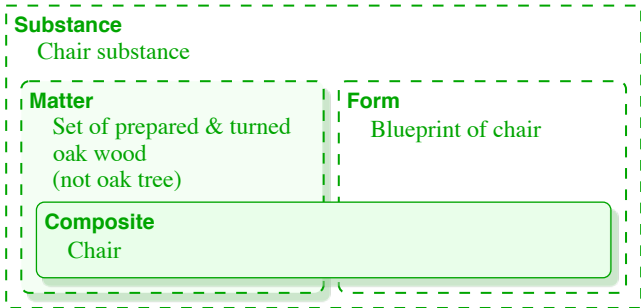 Substance
Chair substance
Matter
Set of prepared & turned
oak wood
(not oak tree)
Form
Blueprint of chair
Composite
Chair